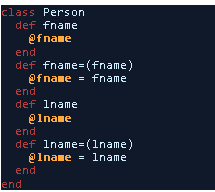 class Person
  def fname
    @fname
  end
  def fname=(fname)
    @fname = fname
  end
  def lname
    @lname
  end
  def lname=(lname)
    @lname = lname
  end
end